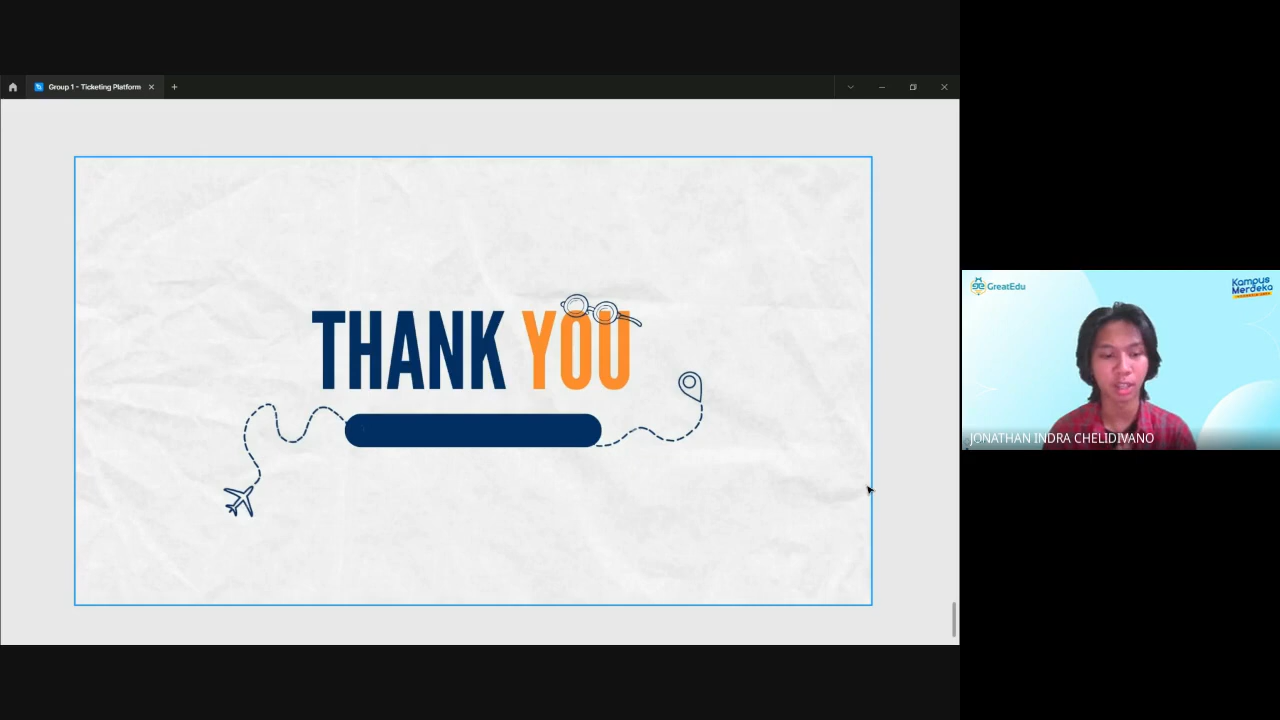 Group 1 - Ticketing Platform
THANK YOU
GreatEdu
Kampus
Merdeka
JONATHAN INDRA CHELIDIVANO